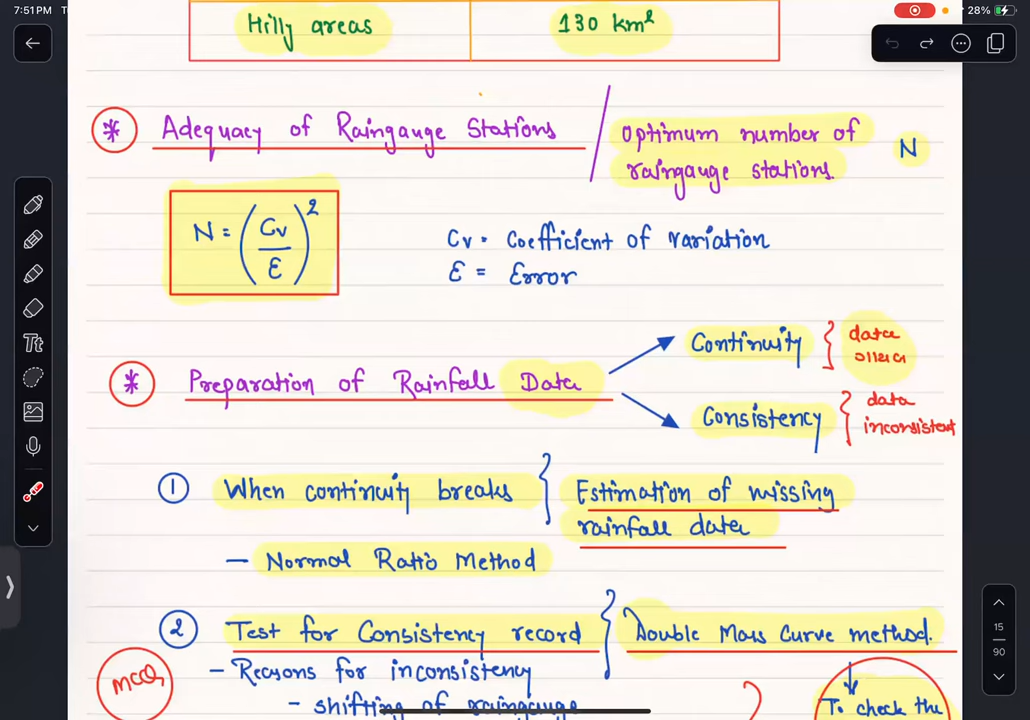 7:51 PM
28%
Hilly areas
130 km²
* Adequacy of Raingauge Stations / Optimum number of raingauge stations. N
N = (Cv/ε)²
Cv = Coefficient of variation
ε = Error
* Preparation of Rainfall Data
Continuity } data
Consistency } data
inconsistent
① When continuity breaks } Estimation of missing
rainfall data
— Normal Ratio Method
② Test for Consistency record } Double Mass Curve method.
- Reasons for inconsistency
- shifting of raingauge
MCQ
To check the
Tt
15
90